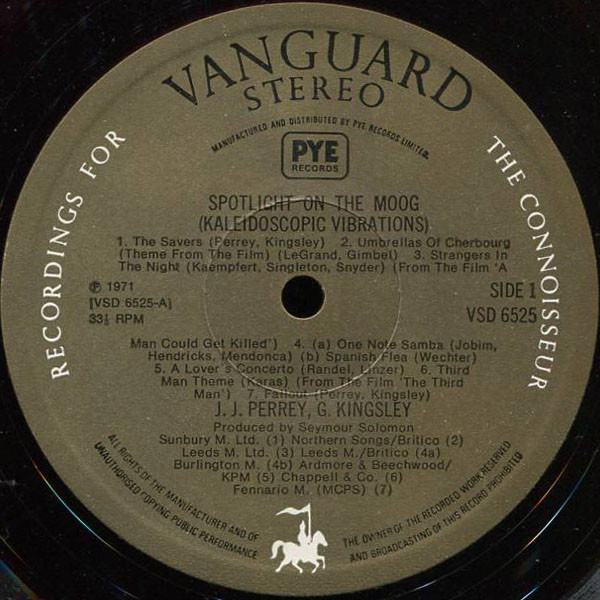 VANGUARD
STEREO
RECORDINGS FOR
THE CONNOISSEUR
MANUFACTURED AND DISTRIBUTED BY PYE RECORDS LIMITED.
PYE
RECORDS
SPOTLIGHT ON THE MOOG
(KALEIDOSCOPIC VIBRATIONS)
1. The Savers (Perrey, Kingsley) 2. Umbrellas Of Cherbourg
(Theme From The Film) (LeGrand, Gimbel) 3. Strangers In
The Night (Kaempfert, Singleton, Snyder) (From The Film 'A
℗ 1971
[VSD 6525-A]
33⅓ RPM
SIDE 1
VSD 6525
Man Could Get Killed') 4. (a) One Note Samba (Jobim,
Hendricks, Mendonca) (b) Spanish Flea (Wechter)
5. A Lover's Concerto (Randel, Linzer) 6. Third
Man Theme (Karas) (From The Film 'The Third
Man') 7. Fallout (Perrey, Kingsley)
J. J. PERREY, G. KINGSLEY
Produced by Seymour Solomon
Sunbury M. Ltd. (1) Northern Songs/Britico (2)
Leeds M. Ltd. (3) Leeds M./Britico (4a)
Burlington M. (4b) Ardmore & Beechwood/
KPM (5) Chappell & Co. (6)
Fennario M. (MCPS) (7)
ALL RIGHTS OF THE MANUFACTURER AND OF
UNAUTHORISED COPYING PUBLIC PERFORMANCE
THE OWNER OF THE RECORDED WORK RESERVED
AND BROADCASTING OF THIS RECORD PROHIBITED